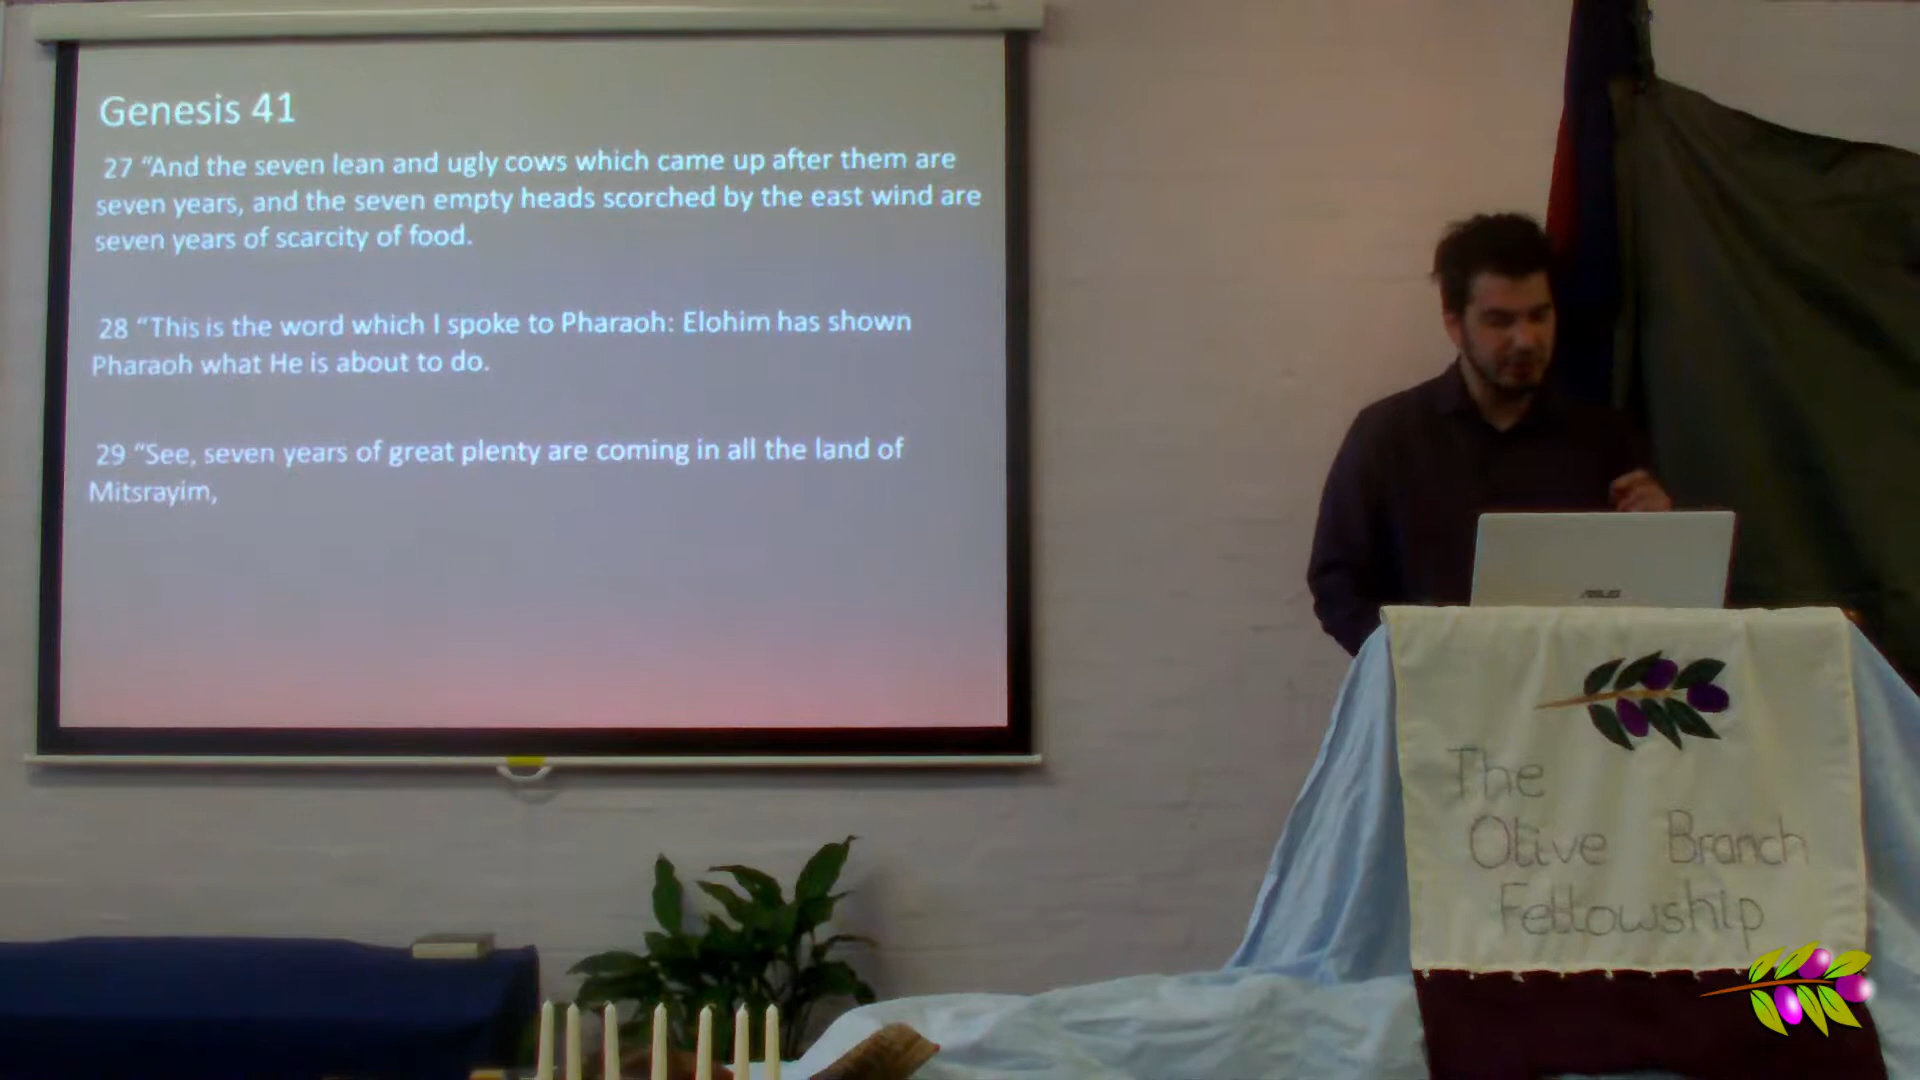 Genesis 41
27 “And the seven lean and ugly cows which came up after them are
seven years, and the seven empty heads scorched by the east wind are
seven years of scarcity of food.
28 “This is the word which I spoke to Pharaoh: Elohim has shown
Pharaoh what He is about to do.
29 “See, seven years of great plenty are coming in all the land of
Mitsrayim,
ASUS
The
Olive Branch
Fellowship